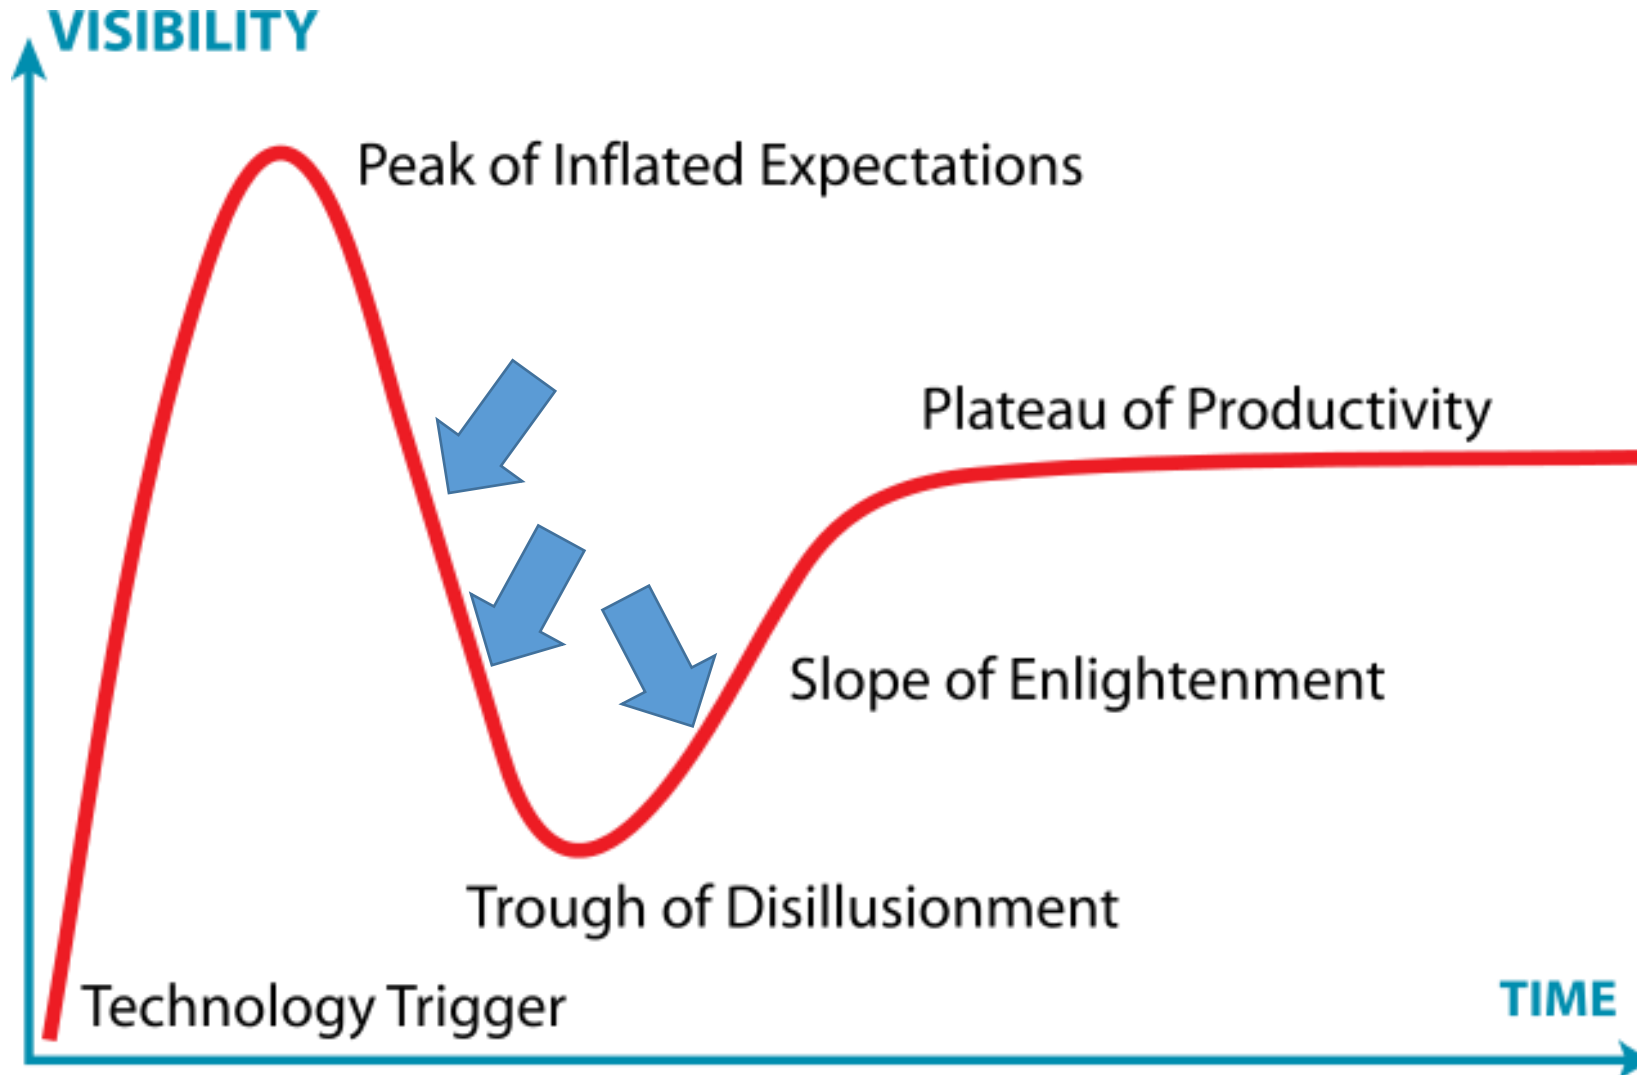 VISIBILITY
Peak of Inflated Expectations
Plateau of Productivity
Slope of Enlightenment
Trough of Disillusionment
Technology Trigger
TIME